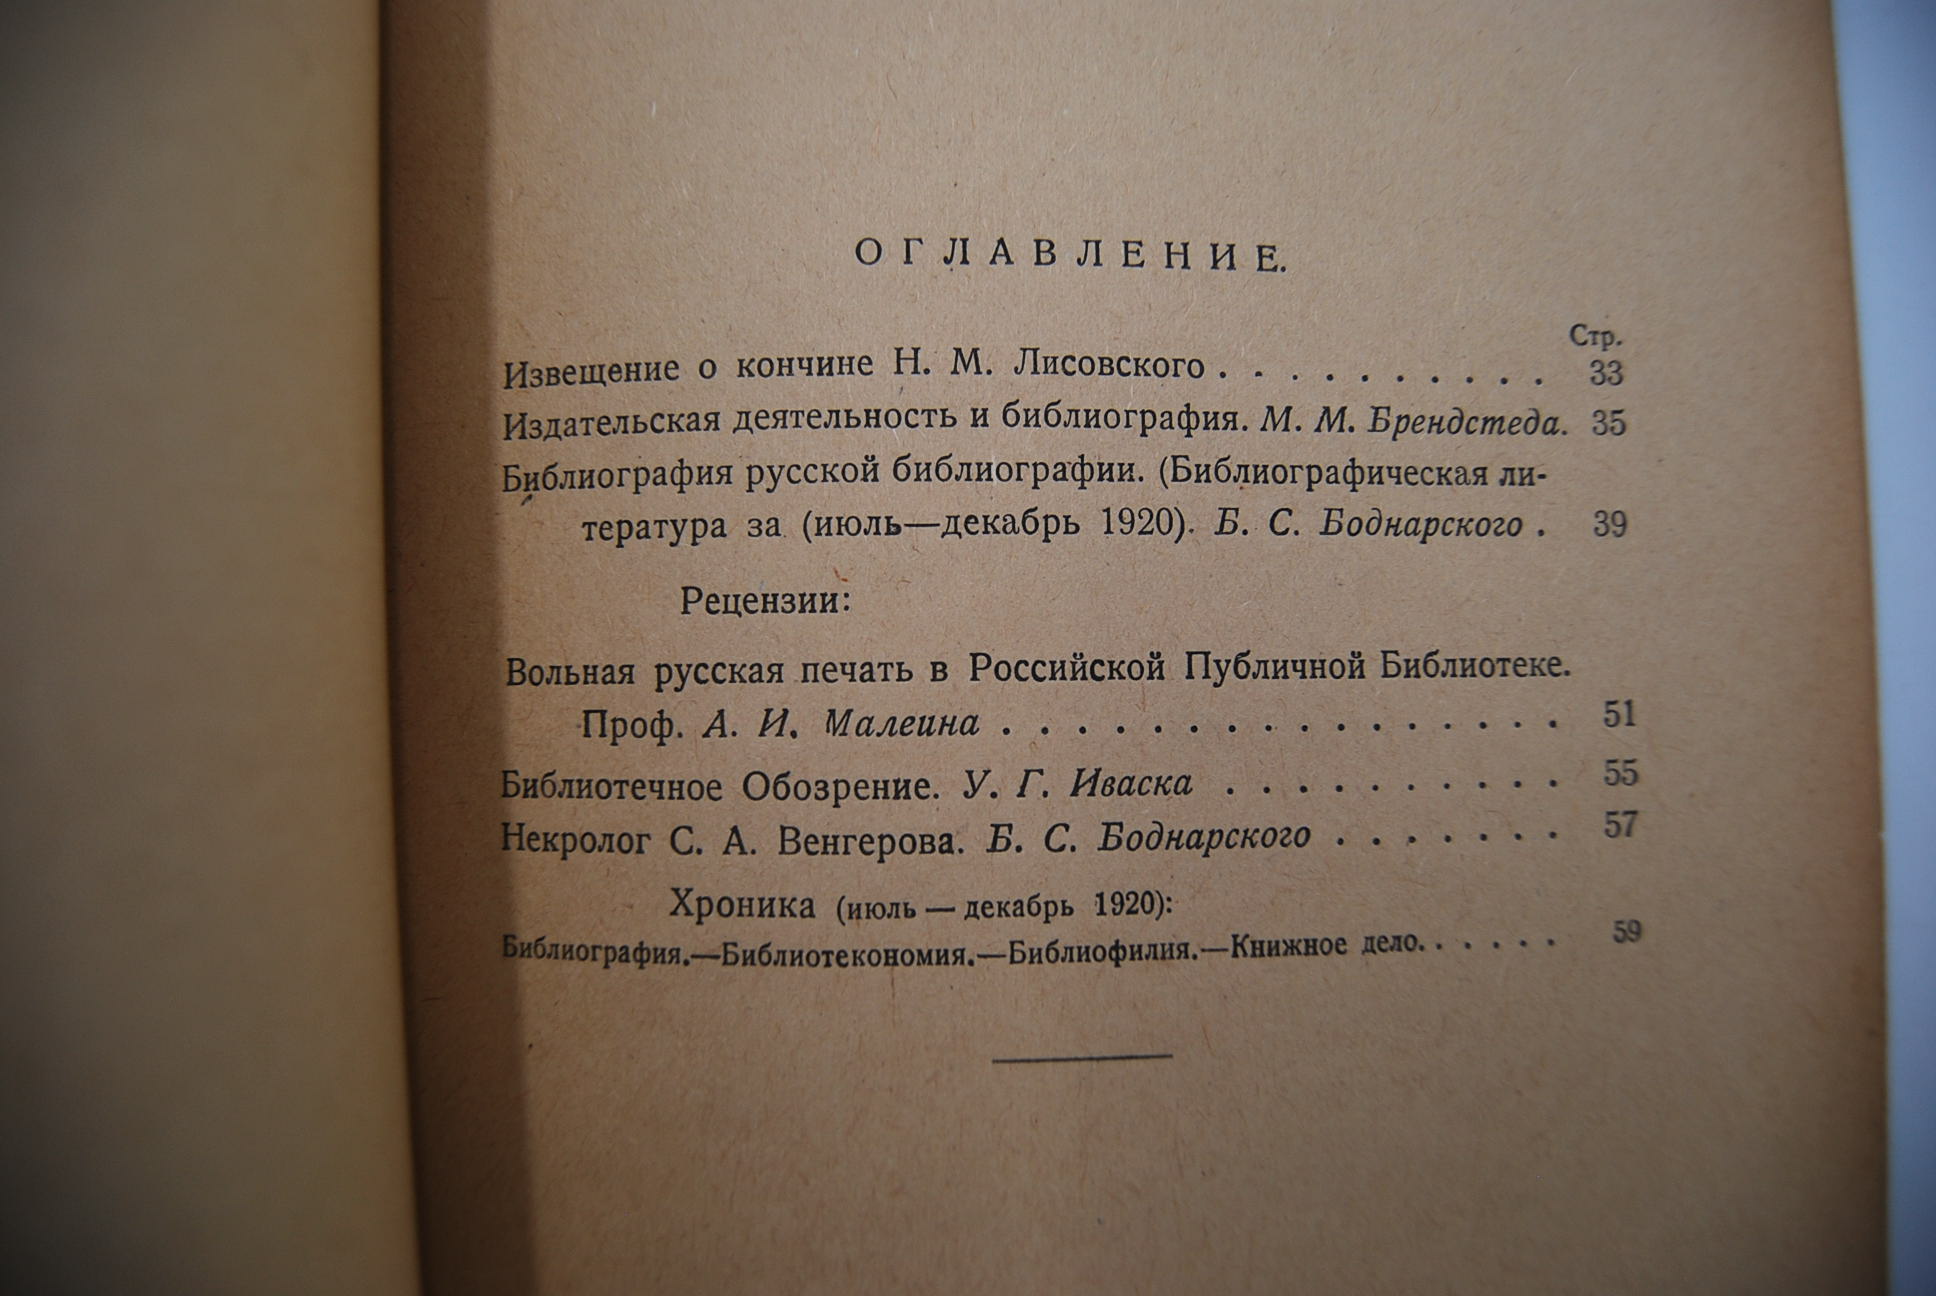 ОГЛАВЛЕНИЕ.
Стр.
Извещение о кончине Н. М. Лисовского . . . . . . . . . . 33
Издательская деятельность и библиография. М. М. Брендстеда. 35
Библиография русской библиографии. (Библиографическая ли-
тература за (июль—декабрь 1920). Б. С. Боднарского . 39
Рецензии:
Вольная русская печать в Российской Публичной Библиотеке.
Проф. А. И. Малеина . . . . . . . . . . . . . . . . 51
Библиотечное Обозрение. У. Г. Иваска . . . . . . . . . . 55
Некролог С. А. Венгерова. Б. С. Боднарского . . . . . . . 57
Хроника (июль — декабрь 1920):
Библиография.—Библиотекономия.—Библиофилия.—Книжное дело. . . . . . 59